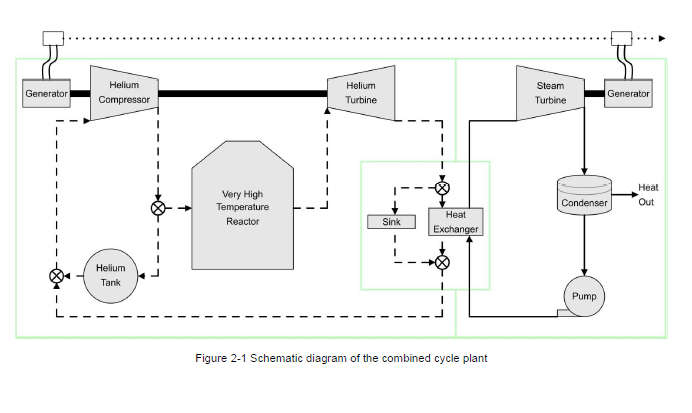 Generator
Helium
Compressor
Helium
Turbine
Steam
Turbine
Generator
Very High
Temperature
Reactor
Sink
Heat
Exchanger
Condenser
Heat
Out
Helium
Tank
Pump
Figure 2-1 Schematic diagram of the combined cycle plant